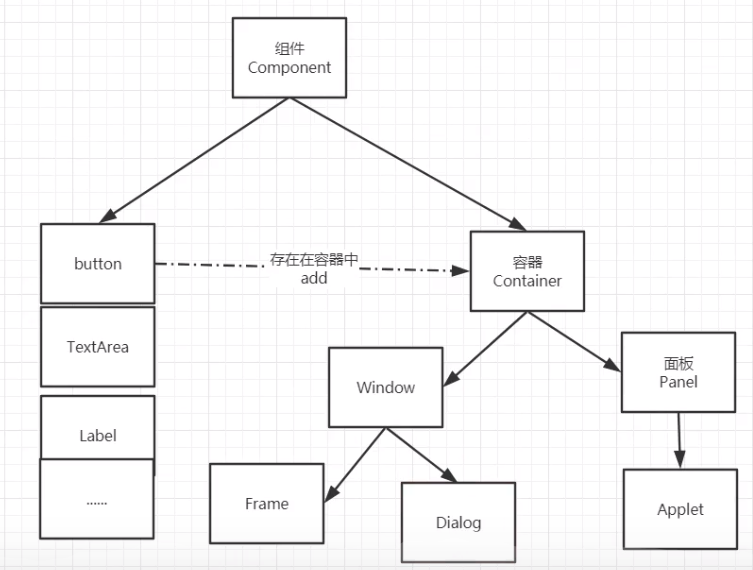 组件
Component
button
存在在容器中
add
容器
Container
TextArea
Window
面板
Panel
Label
......
Frame
Dialog
Applet